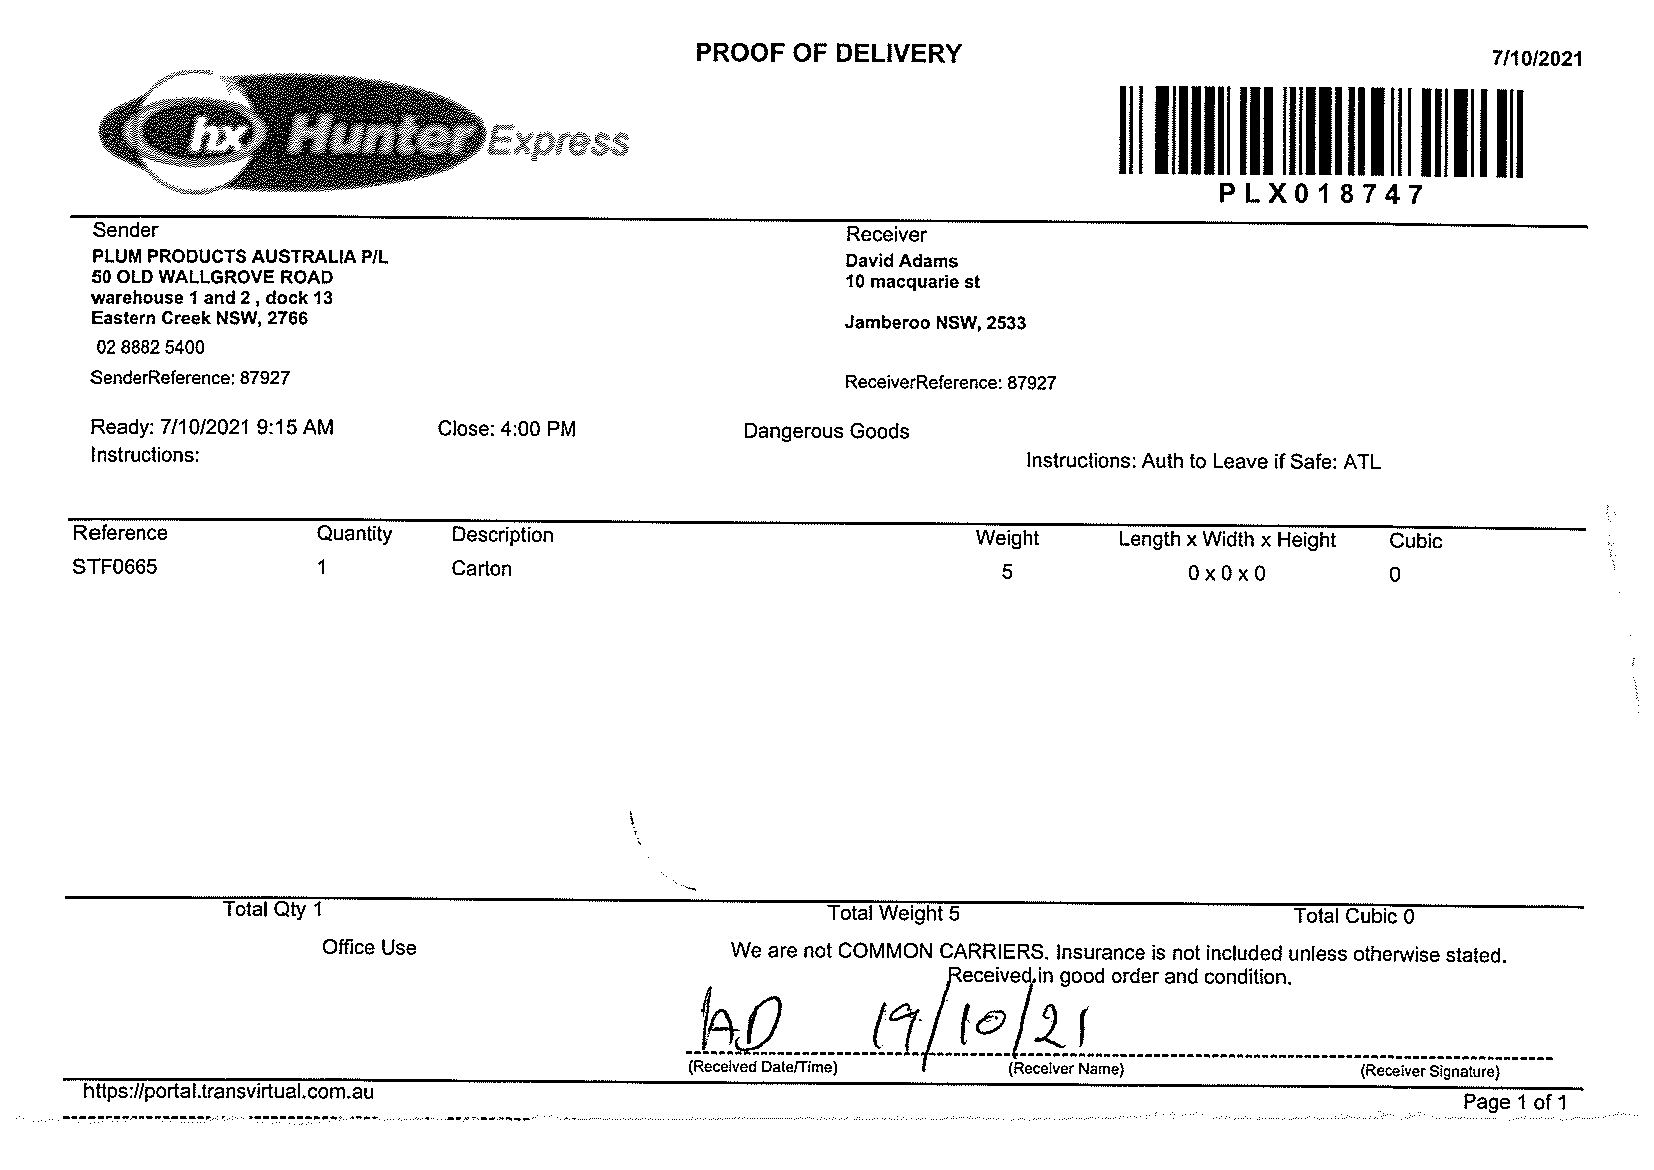 PROOF OF DELIVERY
7/10/2021
hx Hunter Express
PLX018747
Sender
PLUM PRODUCTS AUSTRALIA P/L
50 OLD WALLGROVE ROAD
warehouse 1 and 2 , dock 13
Eastern Creek NSW, 2766
02 8882 5400
SenderReference: 87927
Receiver
David Adams
10 macquarie st
Jamberoo NSW, 2533
ReceiverReference: 87927
Ready: 7/10/2021 9:15 AM Close: 4:00 PM Dangerous Goods
Instructions:
Instructions: Auth to Leave if Safe: ATL
Reference Quantity Description Weight Length x Width x Height Cubic
STF0665 1 Carton 5 0 x 0 x 0 0
Total Qty 1 Total Weight 5 Total Cubic 0
Office Use
We are not COMMON CARRIERS. Insurance is not included unless otherwise stated.
Received in good order and condition.
AD 19/10/21
(Received Date/Time) (Receiver Name) (Receiver Signature)
https://portal.transvirtual.com.au
Page 1 of 1